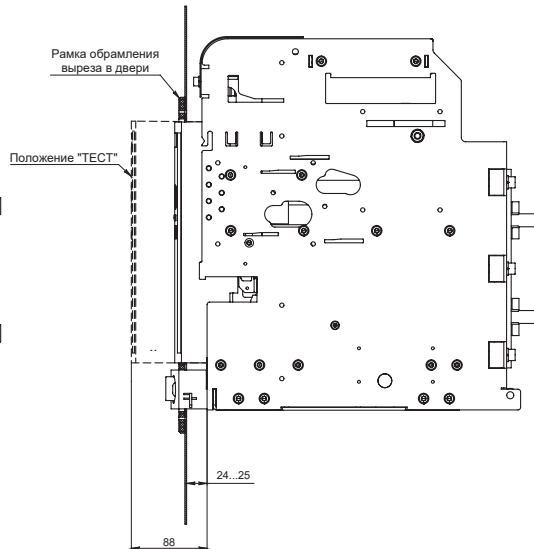 Рамка обрамления
выреза в двери
Положение "ТЕСТ"
24...25
88